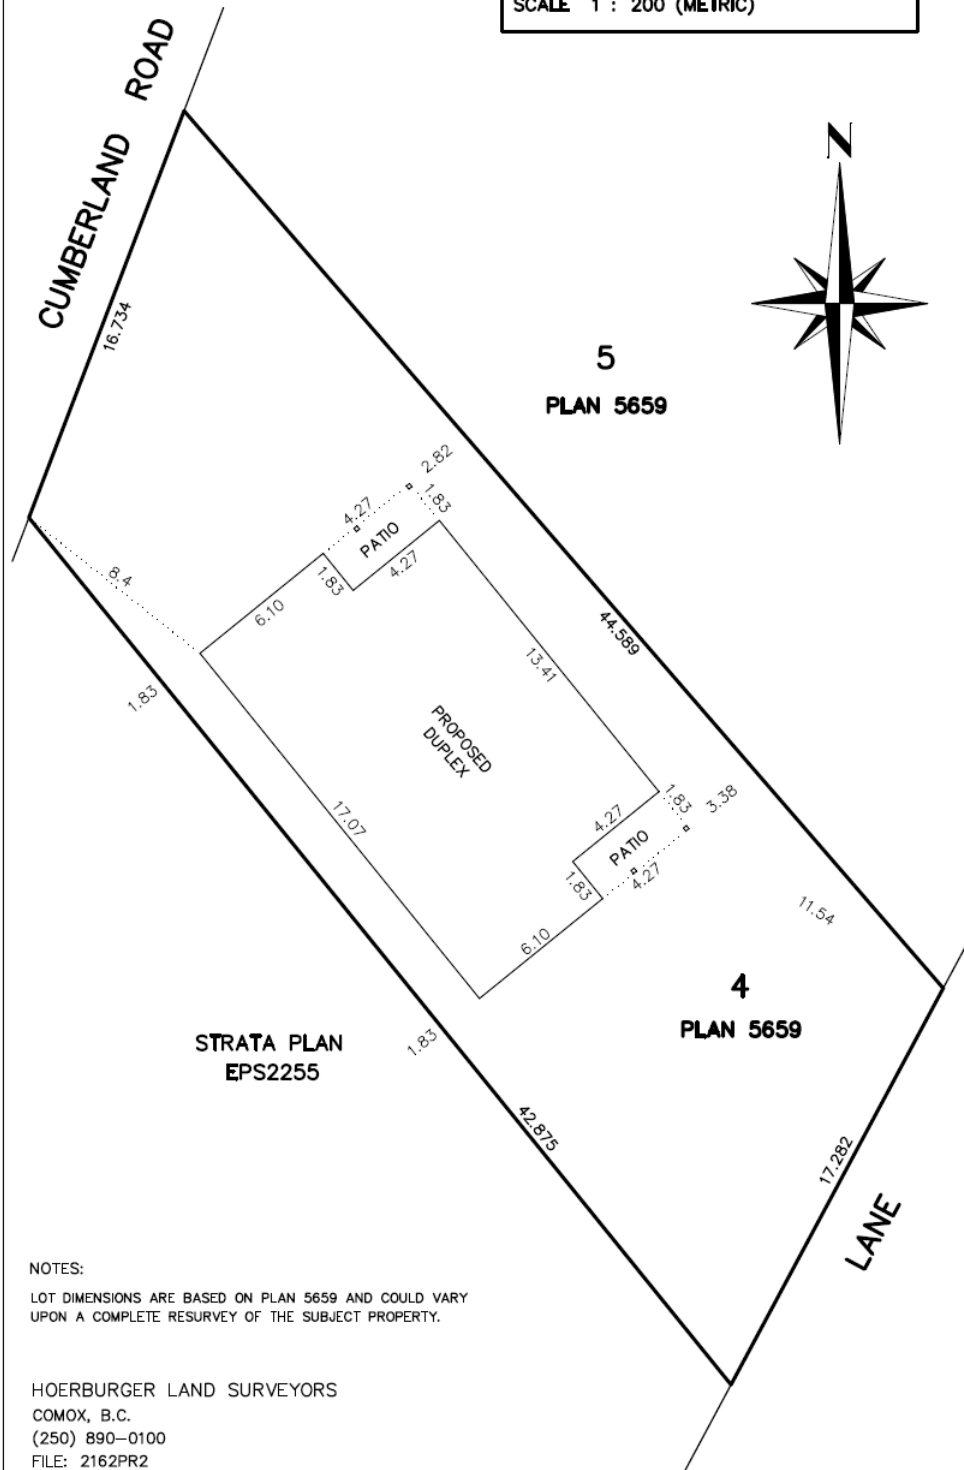 SCALE 1 : 200 (METRIC)
CUMBERLAND ROAD
N
16.734
5
PLAN 5659
2.82
4.27
1.83
PATIO
4.27
1.83
8.4
6.10
44.589
13.41
1.83
PROPOSED
DUPLEX
17.07
1.83
3.38
4.27
PATIO
4.27
1.83
11.54
6.10
4
PLAN 5659
STRATA PLAN
EPS2255
1.83
42.875
17.282
LANE
NOTES:
LOT DIMENSIONS ARE BASED ON PLAN 5659 AND COULD VARY
UPON A COMPLETE RESURVEY OF THE SUBJECT PROPERTY.
HOERBURGER LAND SURVEYORS
COMOX, B.C.
(250) 890-0100
FILE: 2162PR2